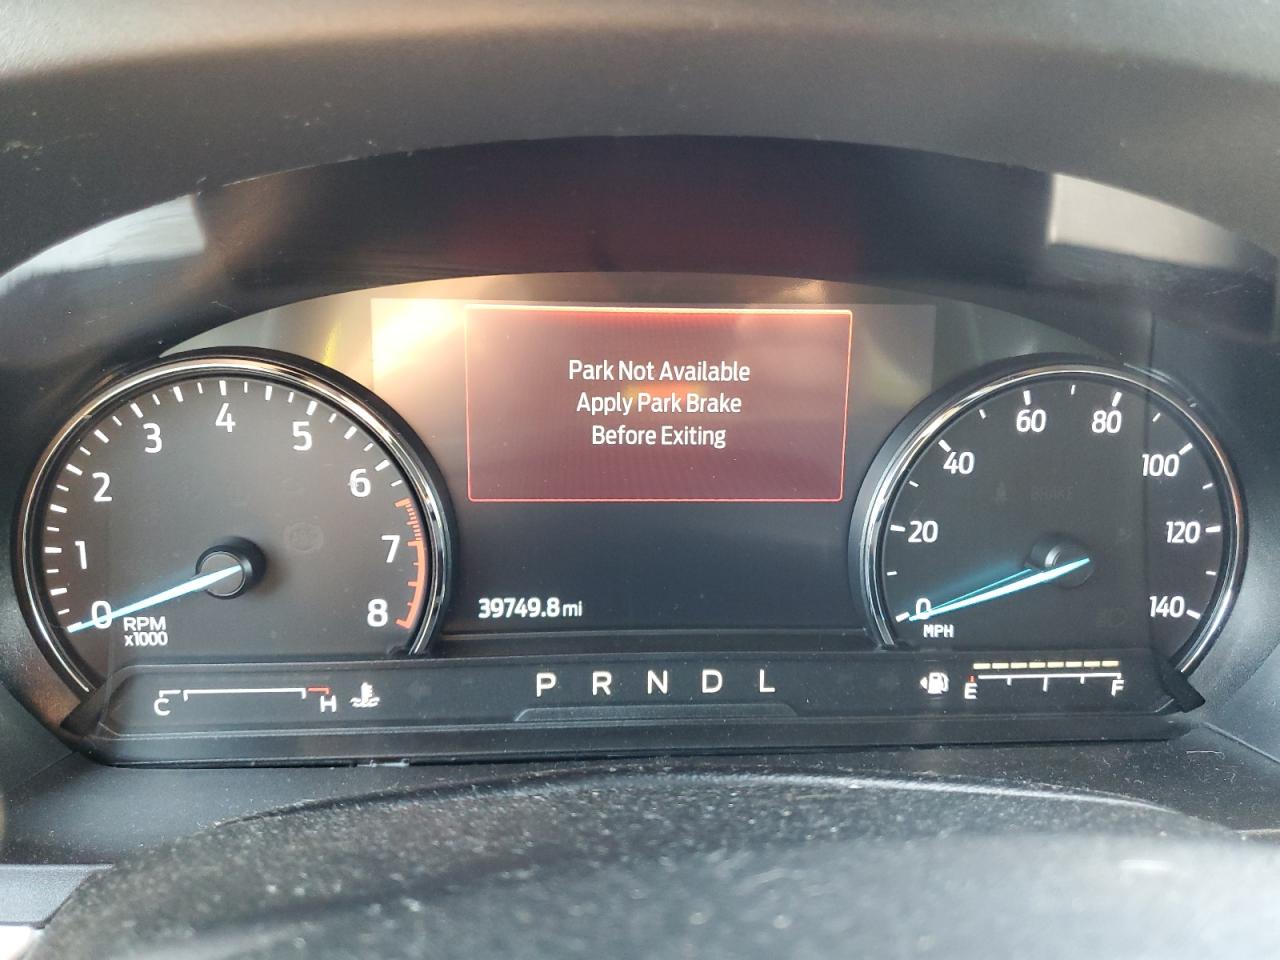 Park Not Available
Apply Park Brake
Before Exiting
0 1 2 3 4 5 6 7 8
RPM
x1000
39749.8 mi
0 20 40 60 80 100 120 140
MPH
BRAKE
C H
P R N D L
E F